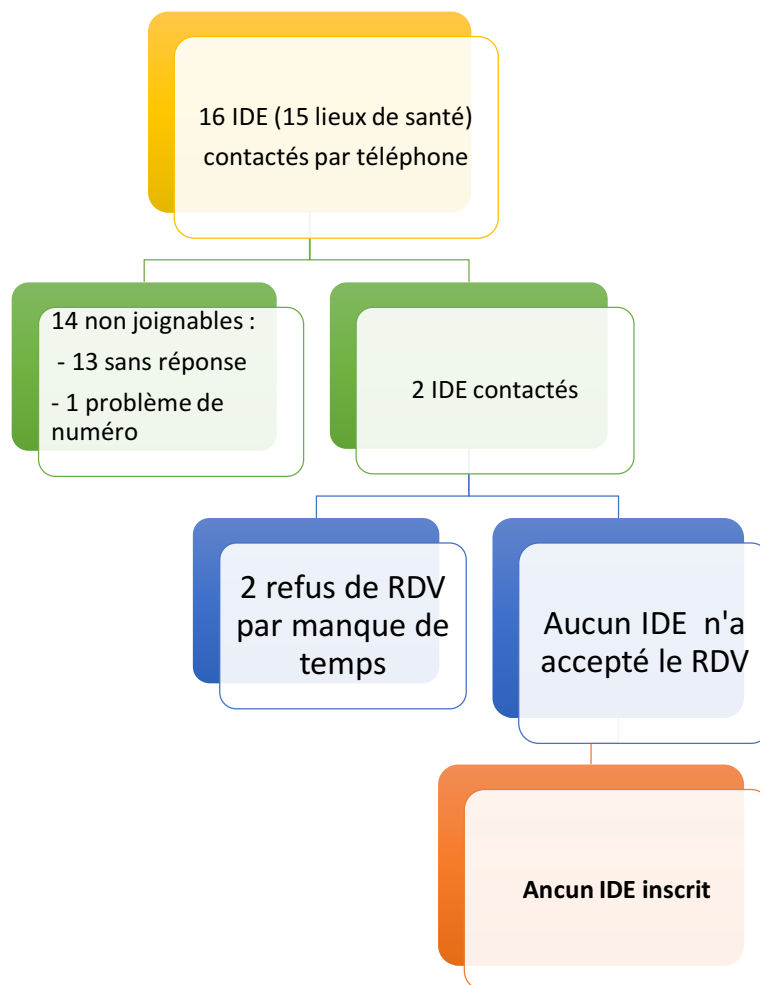 16 IDE (15 lieux de santé)
contactés par téléphone
14 non joignables :
- 13 sans réponse
- 1 problème de
numéro
2 IDE contactés
2 refus de RDV
par manque de
temps
Aucun IDE n'a
accepté le RDV
Ancun IDE inscrit